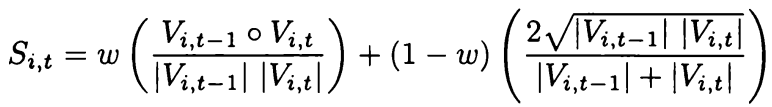 $$S_{i,t} = w \left( \frac{V_{i,t-1} \circ V_{i,t}}{|V_{i,t-1}| \ |V_{i,t}|} \right) + (1 - w) \left( \frac{2\sqrt{|V_{i,t-1}| \ |V_{i,t}|}}{|V_{i,t-1}| + |V_{i,t}|} \right)$$